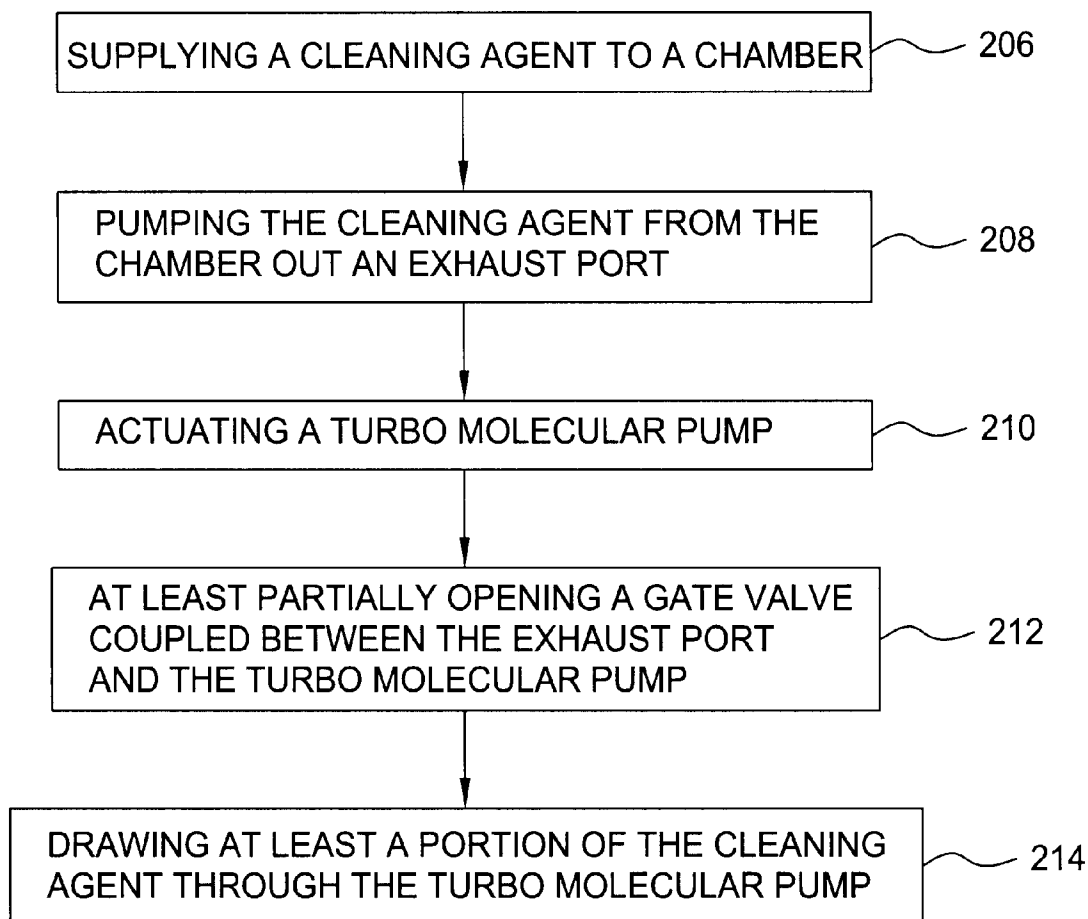 SUPPLYING A CLEANING AGENT TO A CHAMBER
206
PUMPING THE CLEANING AGENT FROM THE
CHAMBER OUT AN EXHAUST PORT
208
ACTUATING A TURBO MOLECULAR PUMP
210
AT LEAST PARTIALLY OPENING A GATE VALVE
COUPLED BETWEEN THE EXHAUST PORT
AND THE TURBO MOLECULAR PUMP
212
DRAWING AT LEAST A PORTION OF THE CLEANING
AGENT THROUGH THE TURBO MOLECULAR PUMP
214